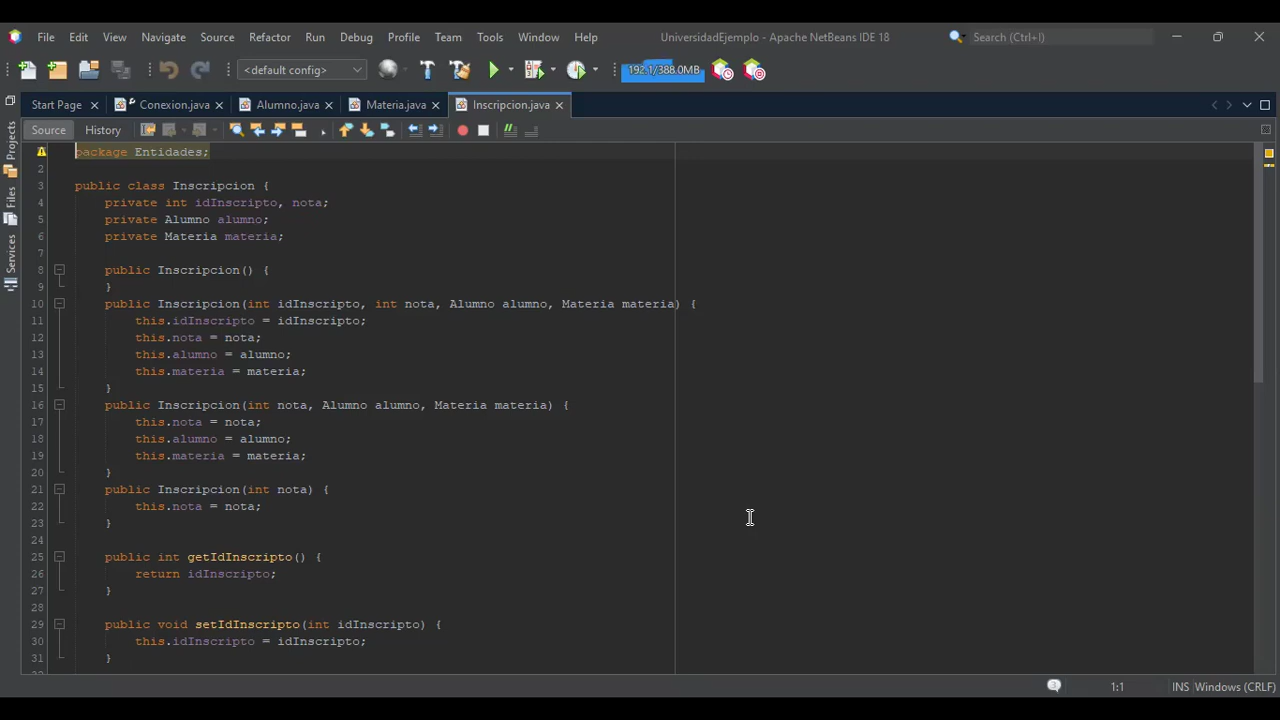 File Edit View Navigate Source Refactor Run Debug Profile Team Tools Window Help UniversidadEjemplo - Apache NetBeans IDE 18 Search (Ctrl+I)
<default config> 192.1/388.0MB
Start Page Conexion.java Alumno.java Materia.java Inscripcion.java
Source History
Projects
Files
Services
package Entidades;
2
3 public class Inscripcion {
4 private int idInscripto, nota;
5 private Alumno alumno;
6 private Materia materia;
7
8 public Inscripcion() {
9 }
10 public Inscripcion(int idInscripto, int nota, Alumno alumno, Materia materia) {
11 this.idInscripto = idInscripto;
12 this.nota = nota;
13 this.alumno = alumno;
14 this.materia = materia;
15 }
16 public Inscripcion(int nota, Alumno alumno, Materia materia) {
17 this.nota = nota;
18 this.alumno = alumno;
19 this.materia = materia;
20 }
21 public Inscripcion(int nota) {
22 this.nota = nota;
23 }
24
25 public int getIdInscripto() {
26 return idInscripto;
27 }
28
29 public void setIdInscripto(int idInscripto) {
30 this.idInscripto = idInscripto;
31 }
3 1:1 INS Windows (CRLF)